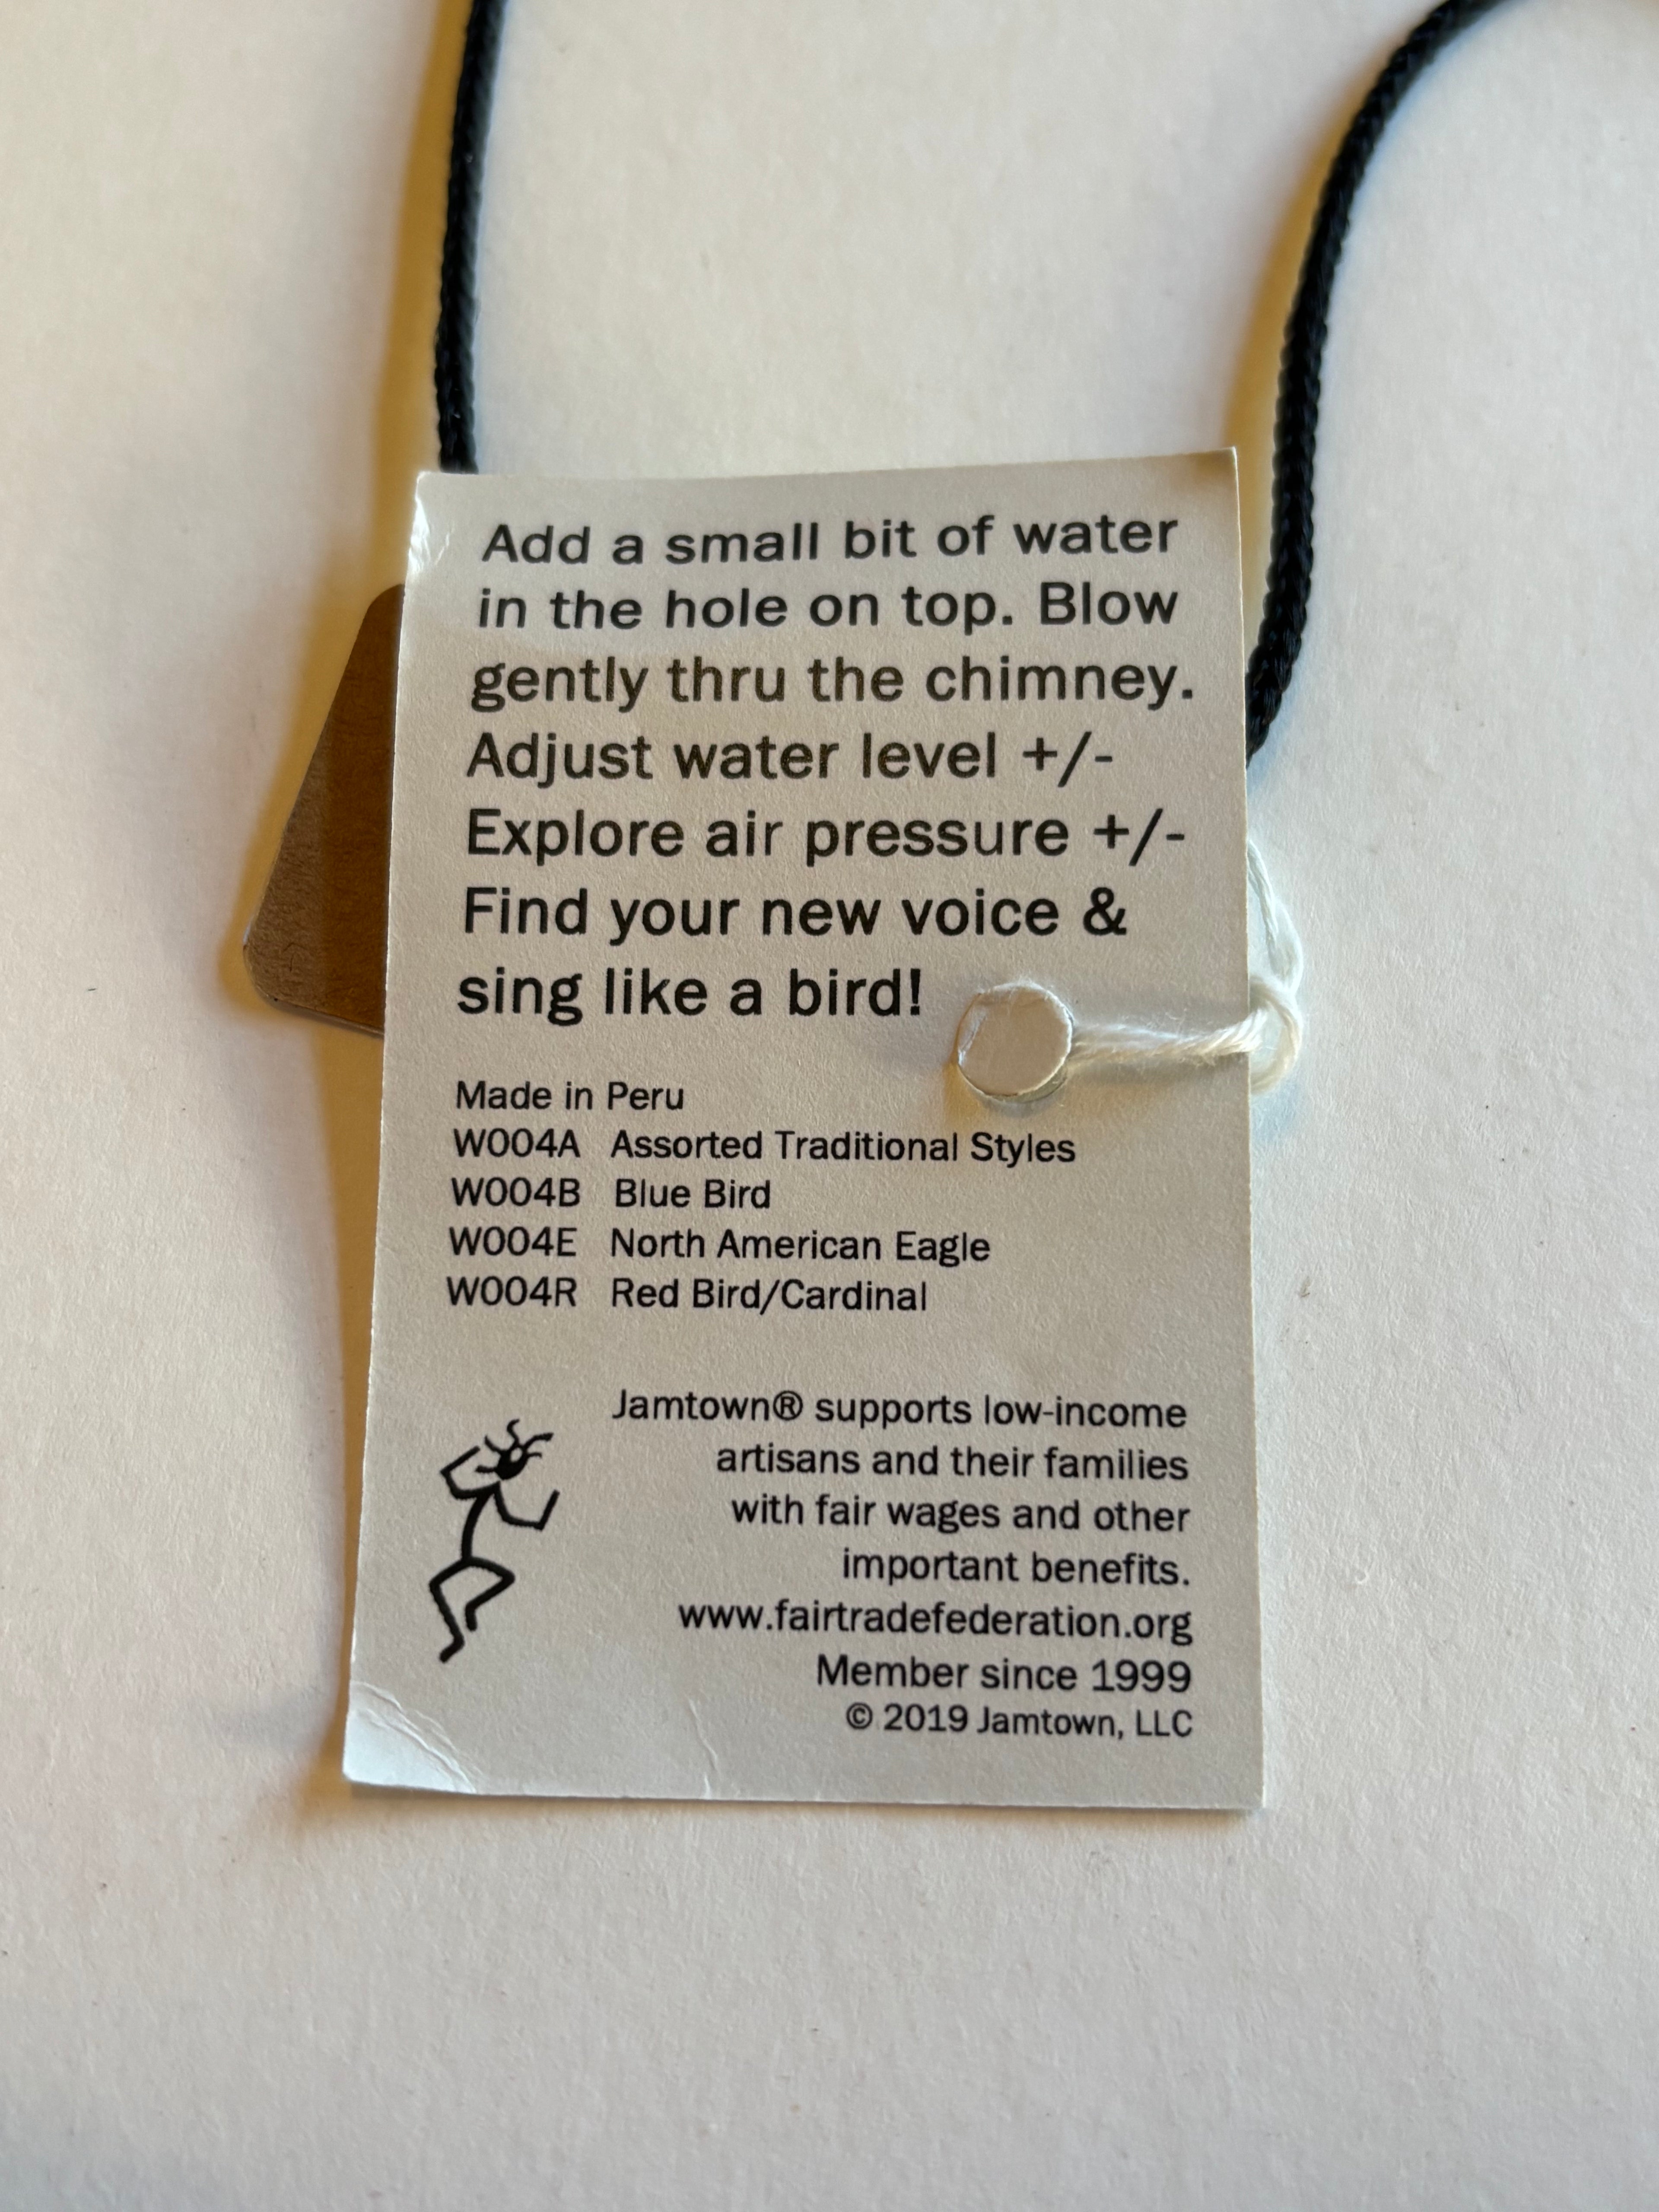 Add a small bit of water
in the hole on top. Blow
gently thru the chimney.
Adjust water level +/-
Explore air pressure +/-
Find your new voice &
sing like a bird!
Made in Peru
W004A Assorted Traditional Styles
W004B Blue Bird
W004E North American Eagle
W004R Red Bird/Cardinal
Jamtown® supports low-income
artisans and their families
with fair wages and other
important benefits.
www.fairtradefederation.org
Member since 1999
© 2019 Jamtown, LLC